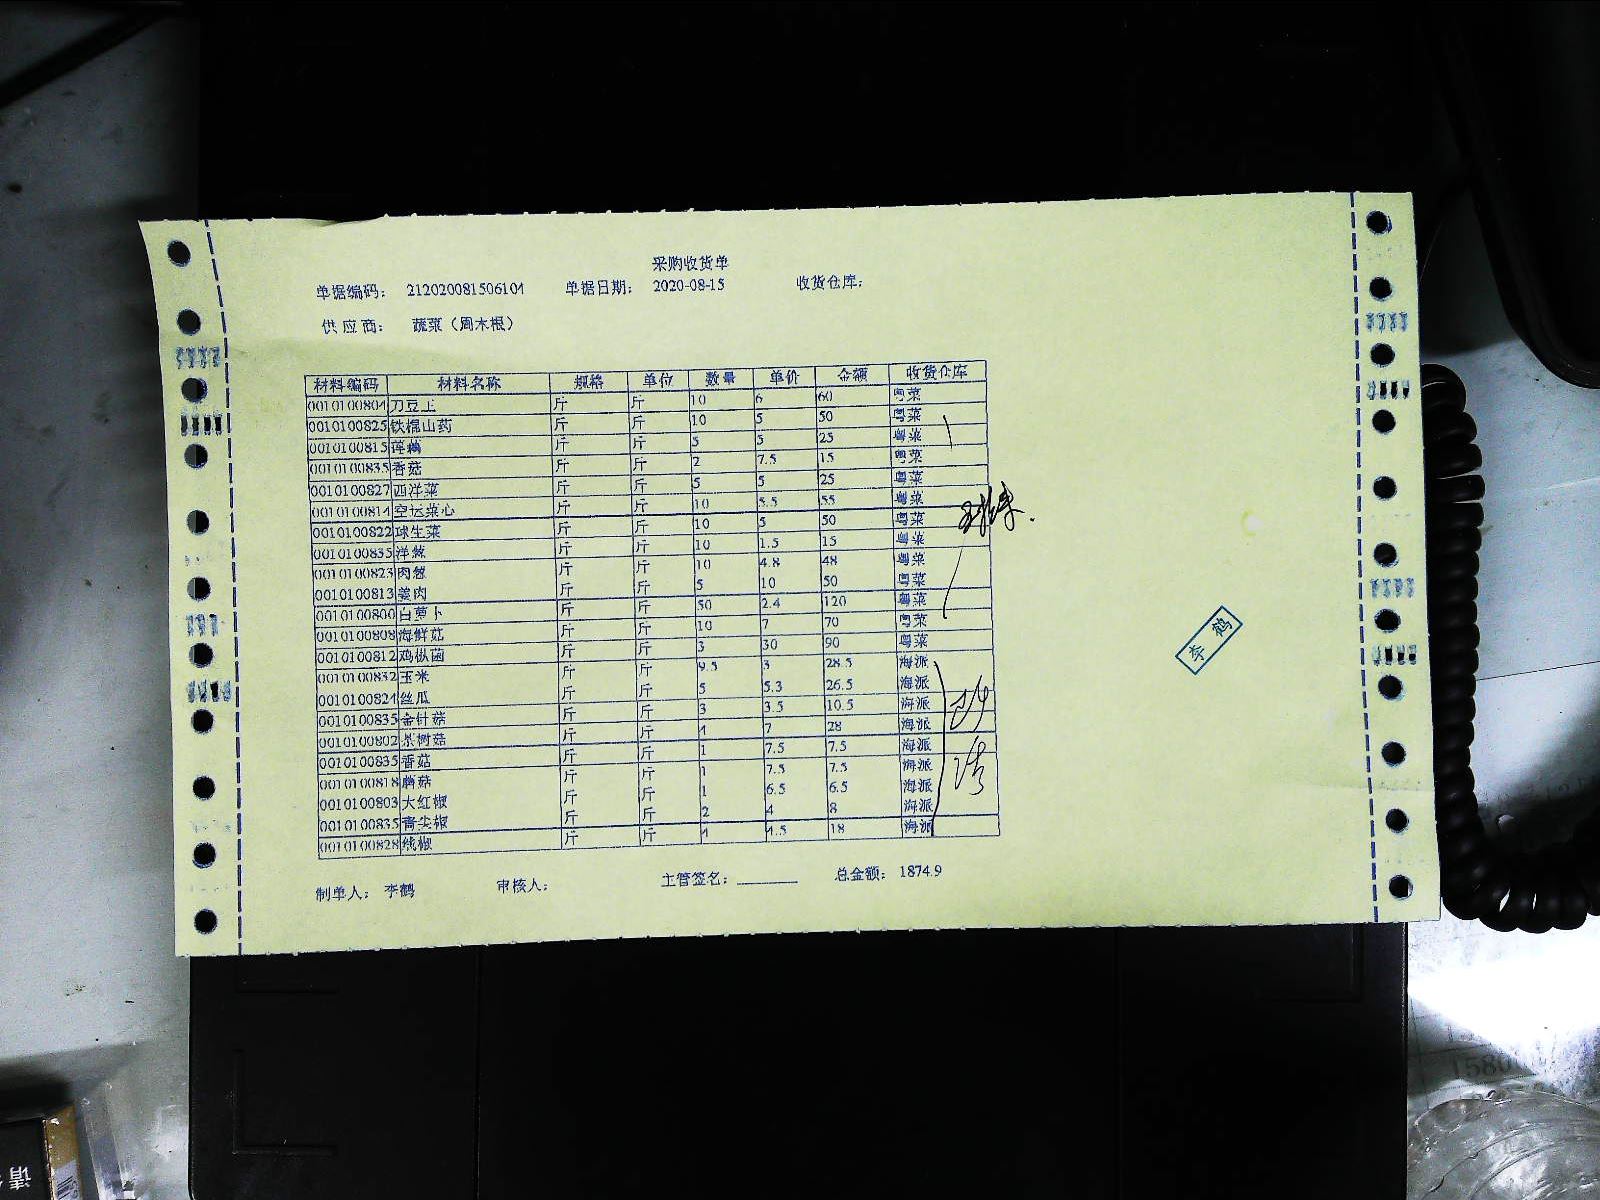 采购收货单
单据编码: 212020081506104 单据日期: 2020-08-15 收货仓库:
供应商: 蔬菜（周木根）
材料编码 材料名称 规格 单位 数量 单价 金额 收货仓库
0010100804 刀豆王 斤 斤 10 6 60 粤菜
0010100825 铁棍山药 斤 斤 10 5 50 粤菜
0010100815 莲藕 斤 斤 5 5 25 粤菜
0010100835 香菇 斤 斤 2 7.5 15 粤菜
0010100827 西洋菜 斤 斤 5 5 25 粤菜
0010100814 空运菜心 斤 斤 10 5.5 55 粤菜
0010100822 球生菜 斤 斤 10 5 50 粤菜
0010100835 洋葱 斤 斤 10 1.5 15 粤菜
0010100823 肉葱 斤 斤 10 4.8 48 粤菜
0010100813 姜肉 斤 斤 5 10 50 粤菜
0010100800 白萝卜 斤 斤 50 2.4 120 粤菜
0010100808 海鲜菇 斤 斤 10 7 70 粤菜
0010100812 鸡枞菌 斤 斤 3 30 90 粤菜
0010100832 玉米 斤 斤 9.5 3 28.5 海派
0010100824 丝瓜 斤 斤 5 5.3 26.5 海派
0010100835 金针菇 斤 斤 3 3.5 10.5 海派
0010100802 茶树菇 斤 斤 4 7 28 海派
0010100835 香菇 斤 斤 1 7.5 7.5 海派
0010100818 蘑菇 斤 斤 1 7.5 7.5 海派
0010100803 大红椒 斤 斤 1 6.5 6.5 海派
0010100835 青尖椒 斤 斤 2 4 8 海派
0010100828 线椒 斤 斤 4 4.5 18 海派
李鹤
制单人: 李鹤 审核人: 主管签名: 总金额: 1874.9